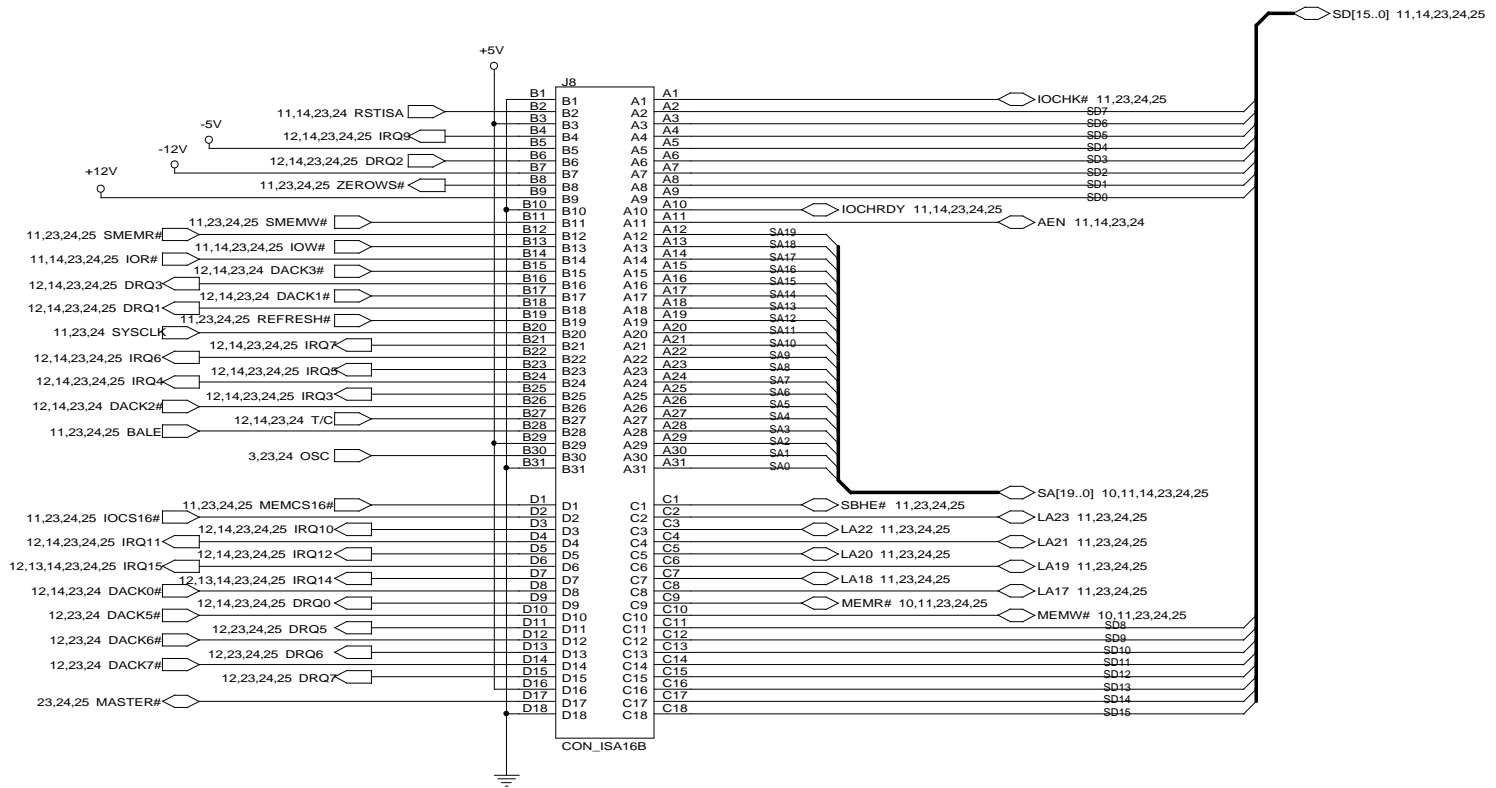 SD[15..0] 11,14,23,24,25
+5V
J8
B1 B1 A1 A1 IOCHK# 11,23,24,25
11,14,23,24 RSTISA B2 B2 A2 A2 SD7
B3 B3 A3 A3 SD6
-5V 12,14,23,24,25 IRQ9 B4 B4 A4 A4 SD5
B5 B5 A5 A5 SD4
-12V 12,14,23,24,25 DRQ2 B6 B6 A6 A6 SD3
B7 B7 A7 A7 SD2
+12V 11,23,24,25 ZEROWS# B8 B8 A8 A8 SD1
B9 B9 A9 A9 SD0
B10 B10 A10 A10 IOCHRDY 11,14,23,24,25
11,23,24,25 SMEMW# B11 B11 A11 A11 AEN 11,14,23,24
11,23,24,25 SMEMR# B12 B12 A12 A12 SA19
11,14,23,24,25 IOW# B13 B13 A13 A13 SA18
11,14,23,24,25 IOR# B14 B14 A14 A14 SA17
12,14,23,24 DACK3# B15 B15 A15 A15 SA16
12,14,23,24,25 DRQ3 B16 B16 A16 A16 SA15
12,14,23,24 DACK1# B17 B17 A17 A17 SA14
12,14,23,24,25 DRQ1 B18 B18 A18 A18 SA13
11,23,24,25 REFRESH# B19 B19 A19 A19 SA12
11,23,24 SYSCLK B20 B20 A20 A20 SA11
12,14,23,24,25 IRQ7 B21 B21 A21 A21 SA10
12,14,23,24,25 IRQ6 B22 B22 A22 A22 SA9
12,14,23,24,25 IRQ5 B23 B23 A23 A23 SA8
12,14,23,24,25 IRQ4 B24 B24 A24 A24 SA7
12,14,23,24,25 IRQ3 B25 B25 A25 A25 SA6
12,14,23,24 DACK2# B26 B26 A26 A26 SA5
12,14,23,24 T/C B27 B27 A27 A27 SA4
11,23,24,25 BALE B28 B28 A28 A28 SA3
B29 B29 A29 A29 SA2
3,23,24 OSC B30 B30 A30 A30 SA1
B31 B31 A31 A31 SA0
SA[19..0] 10,11,14,23,24,25
11,23,24,25 MEMCS16# D1 D1 C1 C1 SBHE# 11,23,24,25
11,23,24,25 IOCS16# D2 D2 C2 C2 LA23 11,23,24,25
12,14,23,24,25 IRQ10 D3 D3 C3 C3 LA22 11,23,24,25
12,14,23,24,25 IRQ11 D4 D4 C4 C4 LA21 11,23,24,25
12,14,23,24,25 IRQ12 D5 D5 C5 C5 LA20 11,23,24,25
12,13,14,23,24,25 IRQ15 D6 D6 C6 C6 LA19 11,23,24,25
12,13,14,23,24,25 IRQ14 D7 D7 C7 C7 LA18 11,23,24,25
12,14,23,24 DACK0# D8 D8 C8 C8 LA17 11,23,24,25
12,14,23,24,25 DRQ0 D9 D9 C9 C9 MEMR# 10,11,23,24,25
12,23,24 DACK5# D10 D10 C10 C10 MEMW# 10,11,23,24,25
12,23,24,25 DRQ5 D11 D11 C11 C11 SD8
12,23,24 DACK6# D12 D12 C12 C12 SD9
12,23,24,25 DRQ6 D13 D13 C13 C13 SD10
12,23,24 DACK7# D14 D14 C14 C14 SD11
12,23,24,25 DRQ7 D15 D15 C15 C15 SD12
D16 D16 C16 C16 SD13
23,24,25 MASTER# D17 D17 C17 C17 SD14
D18 D18 C18 C18 SD15
CON_ISA16B